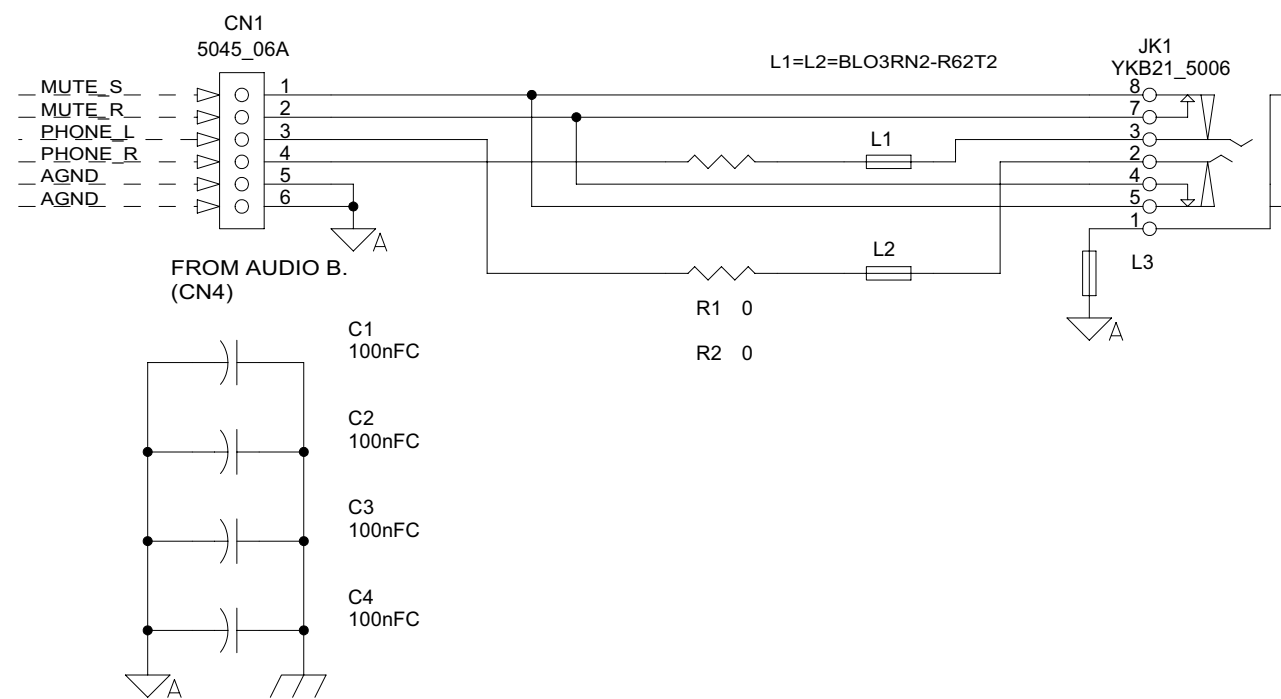 CN1
5045_06A
MUTE_S
MUTE_R
PHONE_L
PHONE_R
AGND
AGND
1
2
3
4
5
6
A
FROM AUDIO B.
(CN4)
L1=L2=BLO3RN2-R62T2
L1
L2
R1 0
R2 0
JK1
YKB21_5006
8
7
3
2
4
5
1
L3
A
C1
100nFC
C2
100nFC
C3
100nFC
C4
100nFC
A